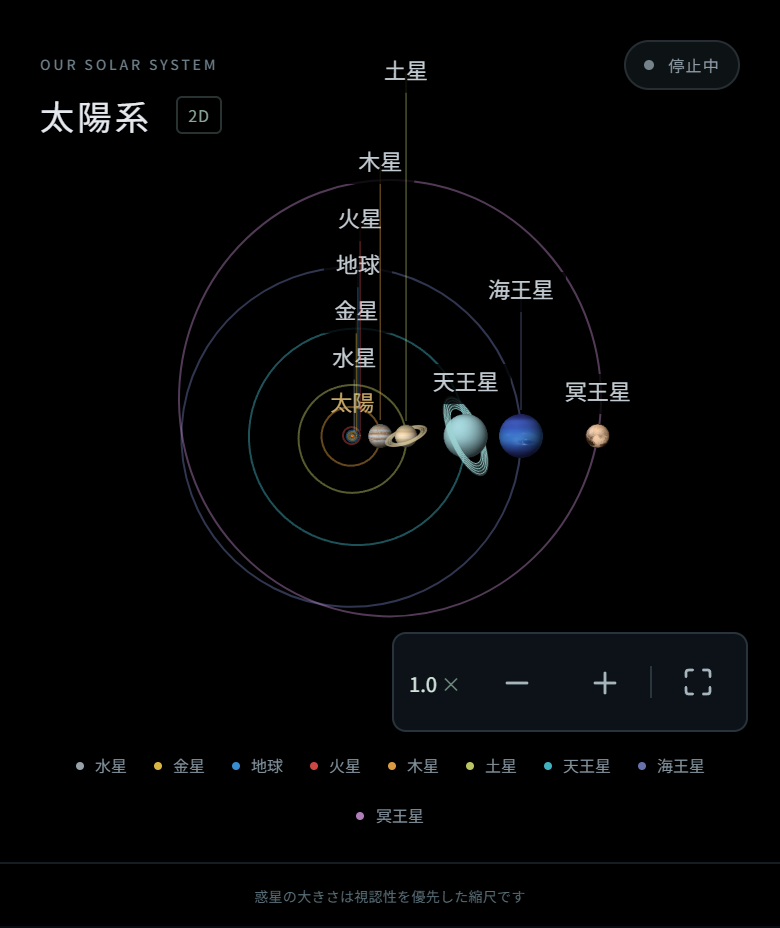 OUR SOLAR SYSTEM
太陽系 2D
停止中
土星
木星
火星
地球
金星
水星
太陽
海王星
天王星
冥王星
1.0 ×
水星 金星 地球 火星 木星 土星 天王星 海王星
冥王星
惑星の大きさは視認性を優先した縮尺です